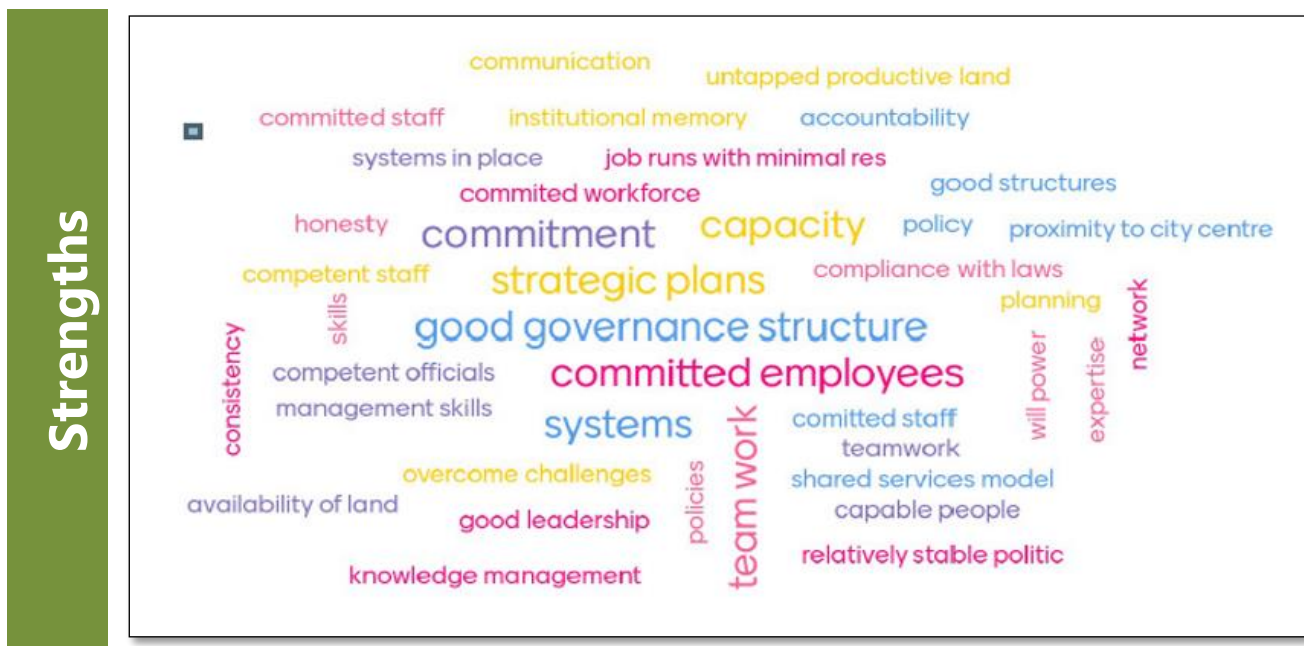 Strengths
communication
untapped productive land
committed staff
institutional memory
accountability
systems in place
job runs with minimal res
commited workforce
good structures
honesty
commitment
capacity
policy
proximity to city centre
competent staff
strategic plans
compliance with laws
planning
network
skills
good governance structure
consistency
competent officials
committed employees
will power
expertise
management skills
systems
team work
comitted staff
teamwork
overcome challenges
policies
shared services model
availability of land
good leadership
capable people
relatively stable politic
knowledge management